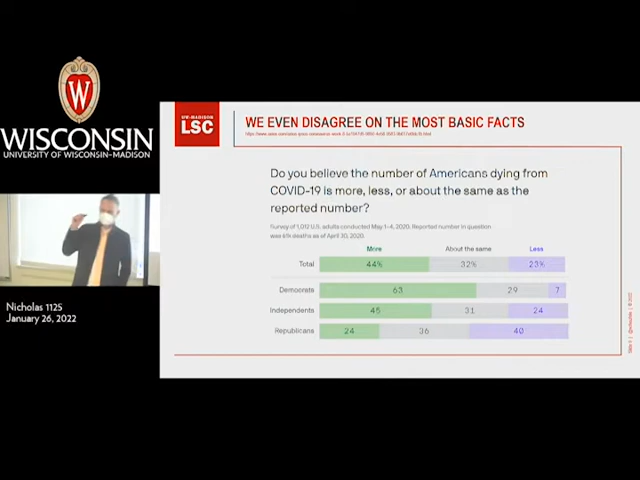 W
WISCONSIN
UNIVERSITY OF WISCONSIN–MADISON
Nicholas 1125
January 26, 2022
UW-MADISON
LSC
WE EVEN DISAGREE ON THE MOST BASIC FACTS
Do you believe the number of Americans dying from
COVID-19 is more, less, or about the same as the
reported number?
Survey of 1,012 U.S. adults conducted May 1-4, 2020. Reported number in question
was 61k deaths as of April 30, 2020.
More About the same Less
Total 44% 32% 23%
Democrats 63 29 7
Independents 45 31 24
Republicans 24 36 40